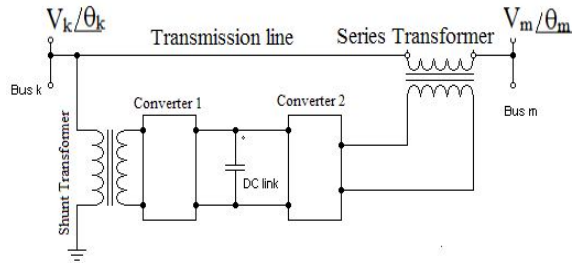 Vk/θk
Vm/θm
Transmission line
Series Transformer
Bus k
Bus m
Converter 1
Converter 2
Shunt Transformer
DC link